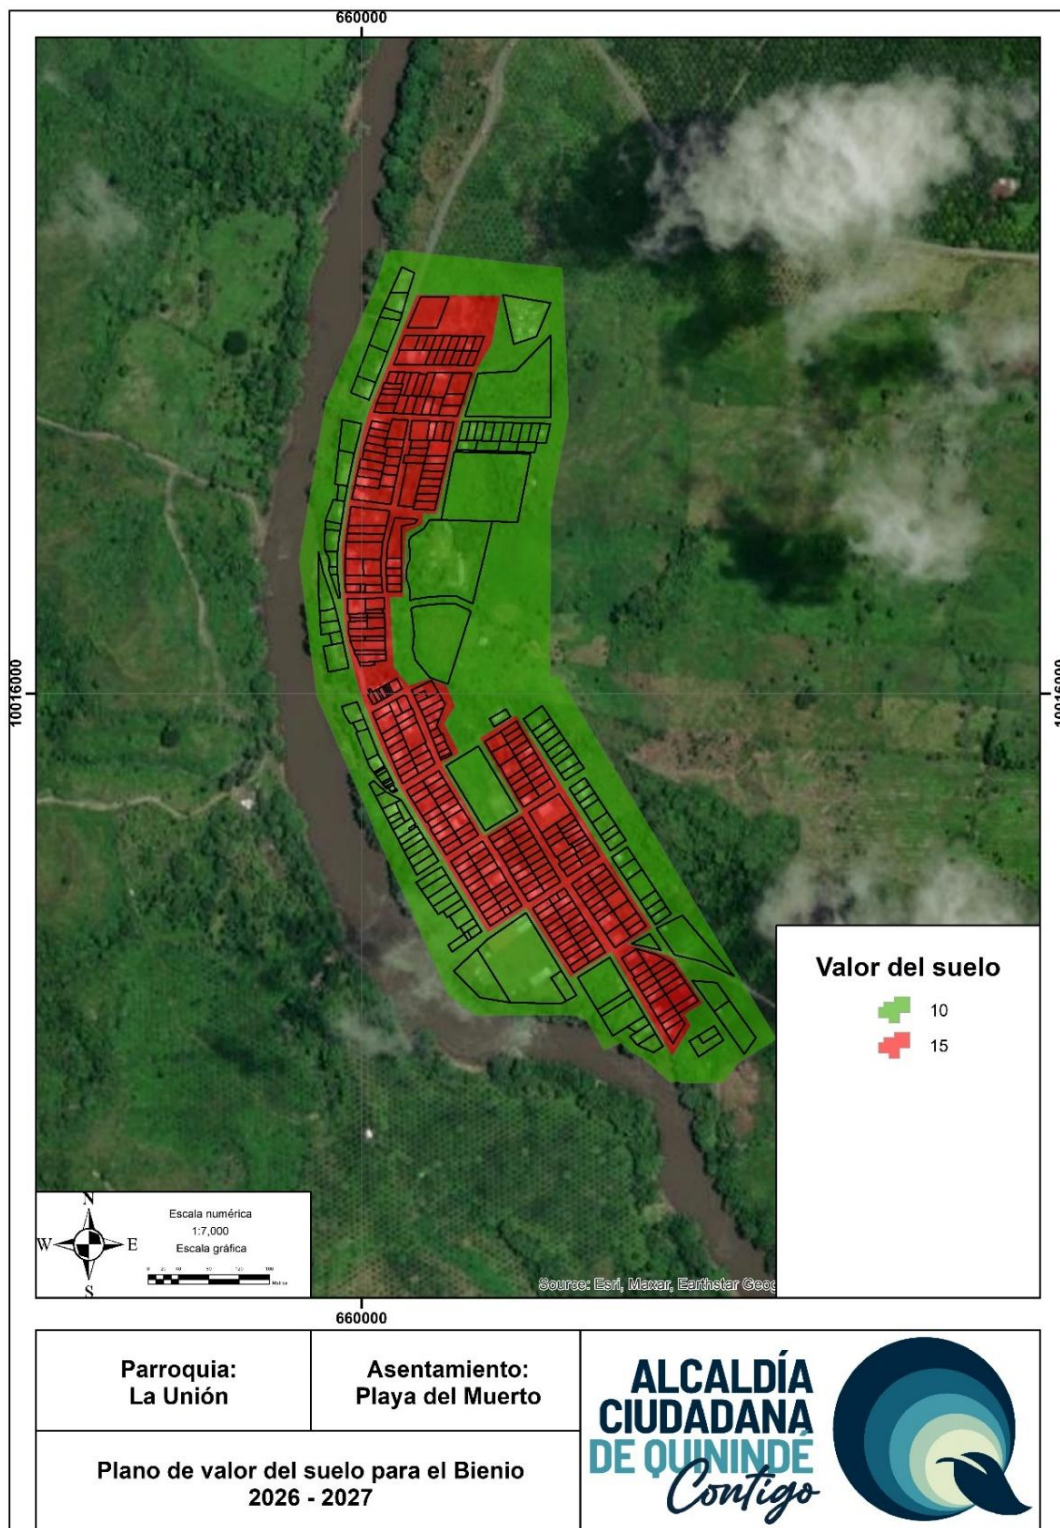 660000
10016000
10016000
Valor del suelo
10
15
N
W
E
S
Escala numérica
1:7,000
Escala gráfica
Source: Esri, Maxar, Earthstar Geog
660000
Parroquia:
La Unión
Asentamiento:
Playa del Muerto
Plano de valor del suelo para el Bienio
2026 - 2027
ALCALDÍA
CIUDADANA
DE QUININDÉ
Contigo